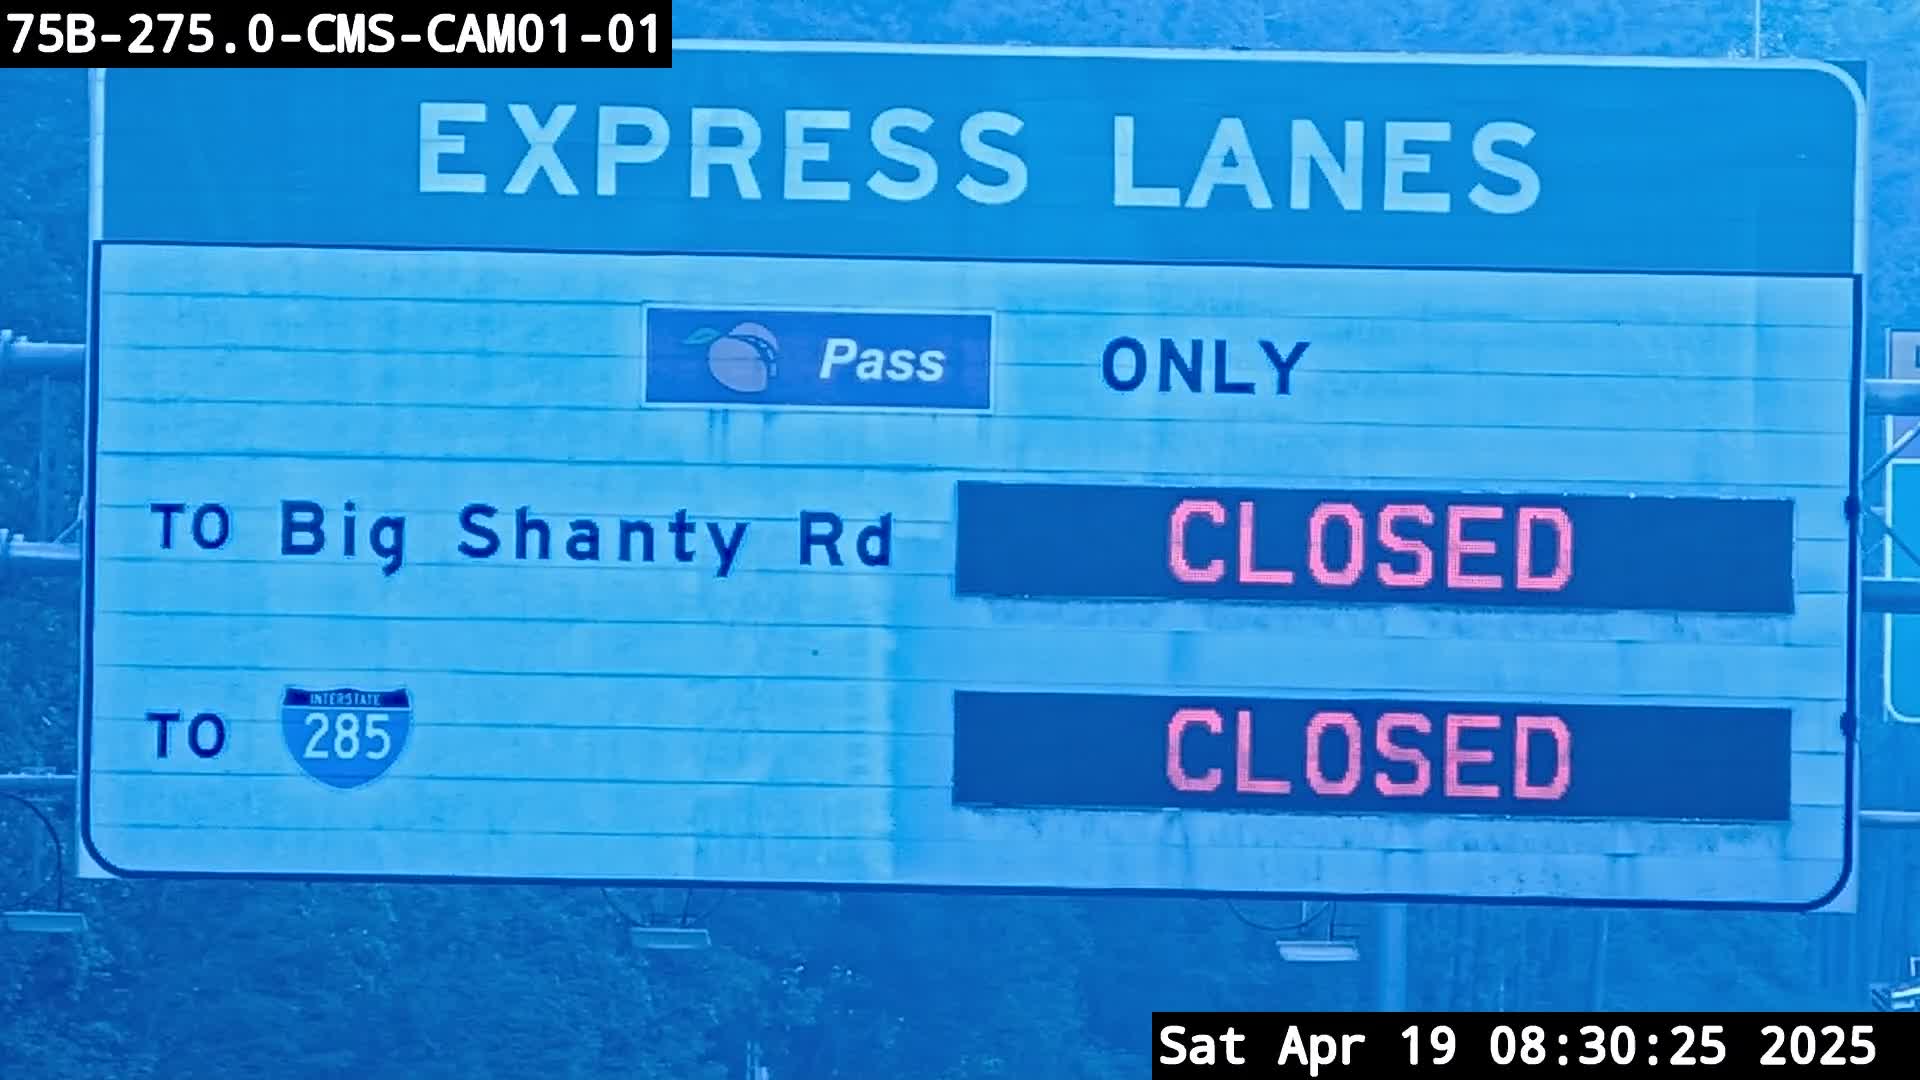 75B-275.0-CMS-CAM01-01
EXPRESS LANES
Pass ONLY
TO Big Shanty Rd CLOSED
TO INTERSTATE 285 CLOSED
Sat Apr 19 08:30:25 2025